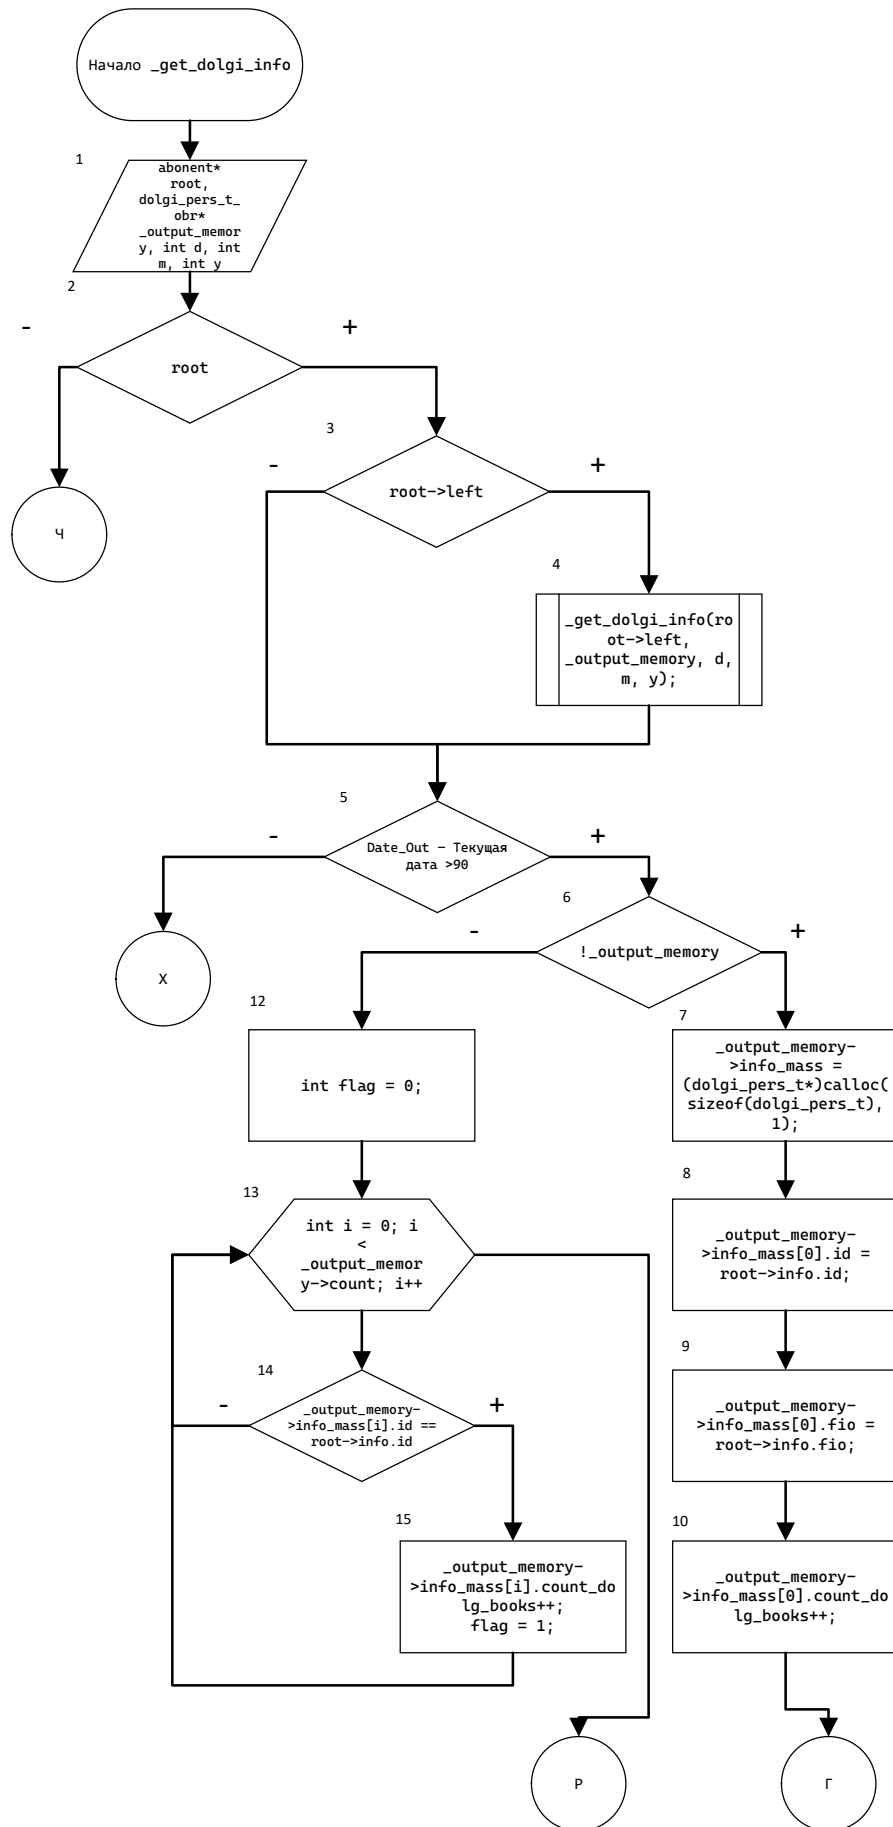 Начало _get_dolgi_info
1
abonent*
root,
dolgi_pers_t_
obr*
_output_memor
y, int d, int
m, int y
2
-
+
root
3
-
+
root->left
Ч
4
_get_dolgi_info(ro
ot->left,
_output_memory, d,
m, y);
5
-
+
Date_Out – Текущая
дата >90
6
-
+
!_output_memory
Х
12
int flag = 0;
7
_output_memory-
>info_mass =
(dolgi_pers_t*)calloc(
sizeof(dolgi_pers_t),
1);
13
int i = 0; i
<
_output_memor
y->count; i++
8
_output_memory-
>info_mass[0].id =
root->info.id;
14
-
+
_output_memory-
>info_mass[i].id ==
root->info.id
9
_output_memory-
>info_mass[0].fio =
root->info.fio;
15
_output_memory-
>info_mass[i].count_do
lg_books++;
flag = 1;
10
_output_memory-
>info_mass[0].count_do
lg_books++;
Р
Г